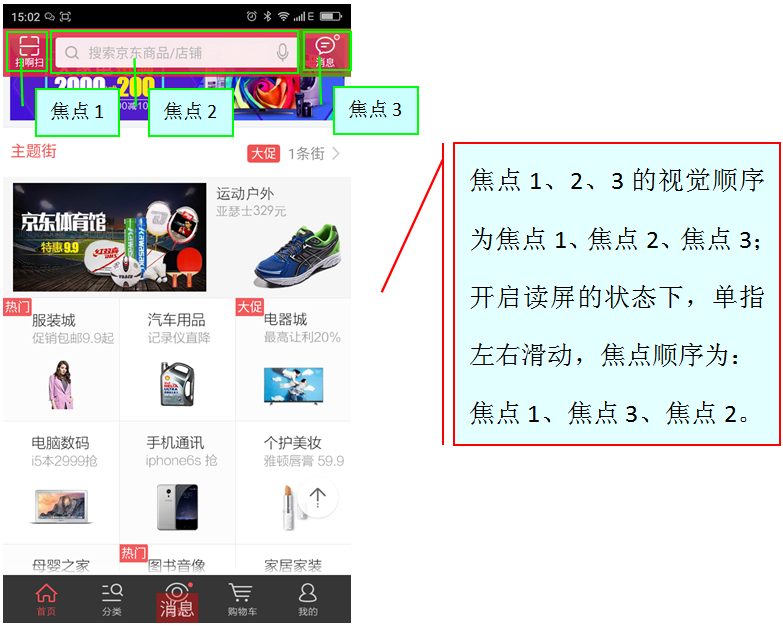 15:02
E
扫啊扫
搜索京东商品/店铺
消息
2000 200
焦点 1
焦点 2
焦点 3
主题街
大促
1条街
京东体育馆
特惠9.9
运动户外
亚瑟士329元
热门
服装城
促销包邮9.9起
汽车用品
记录仪直降
大促
电器城
最高让利20%
电脑数码
i5本2999抢
手机通讯
iphone6s 抢
个护美妆
雅顿唇膏 59.9
母婴之家
热门
图书音像
家居家装
首页
分类
消息
购物车
我的
焦点 1、2、3 的视觉顺序
为焦点 1、焦点 2、焦点 3；
开启读屏的状态下，单指
左右滑动，焦点顺序为：
焦点 1、焦点 3、焦点 2。